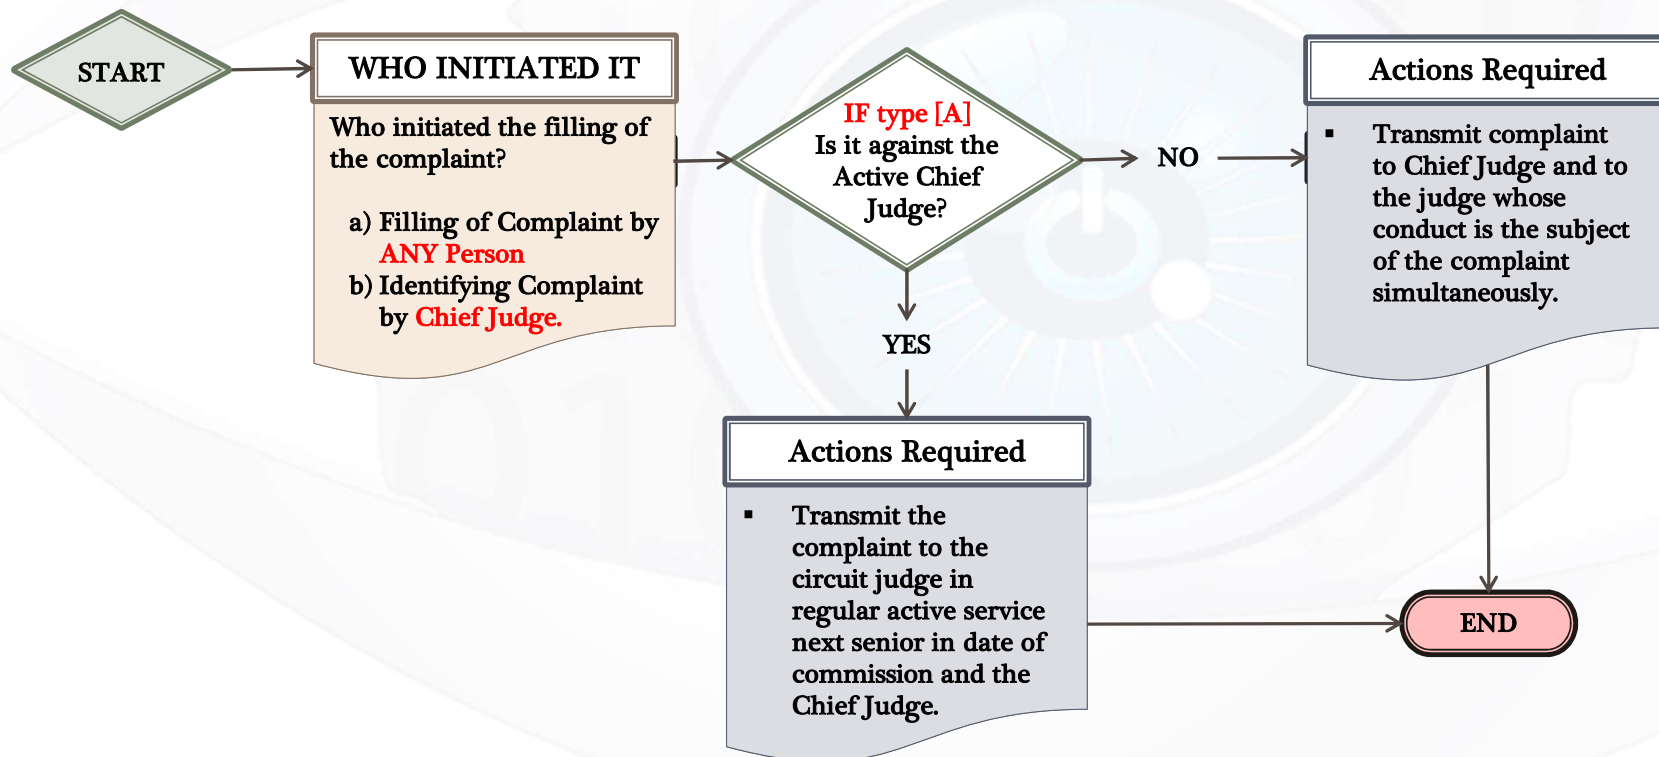 START
WHO INITIATED IT
Who initiated the filling of
the complaint?
a) Filling of Complaint by
ANY Person
b) Identifying Complaint
by Chief Judge.
IF type [A]
Is it against the
Active Chief
Judge?
NO
Actions Required
▪ Transmit complaint
to Chief Judge and to
the judge whose
conduct is the subject
of the complaint
simultaneously.
YES
Actions Required
▪ Transmit the
complaint to the
circuit judge in
regular active service
next senior in date of
commission and the
Chief Judge.
END